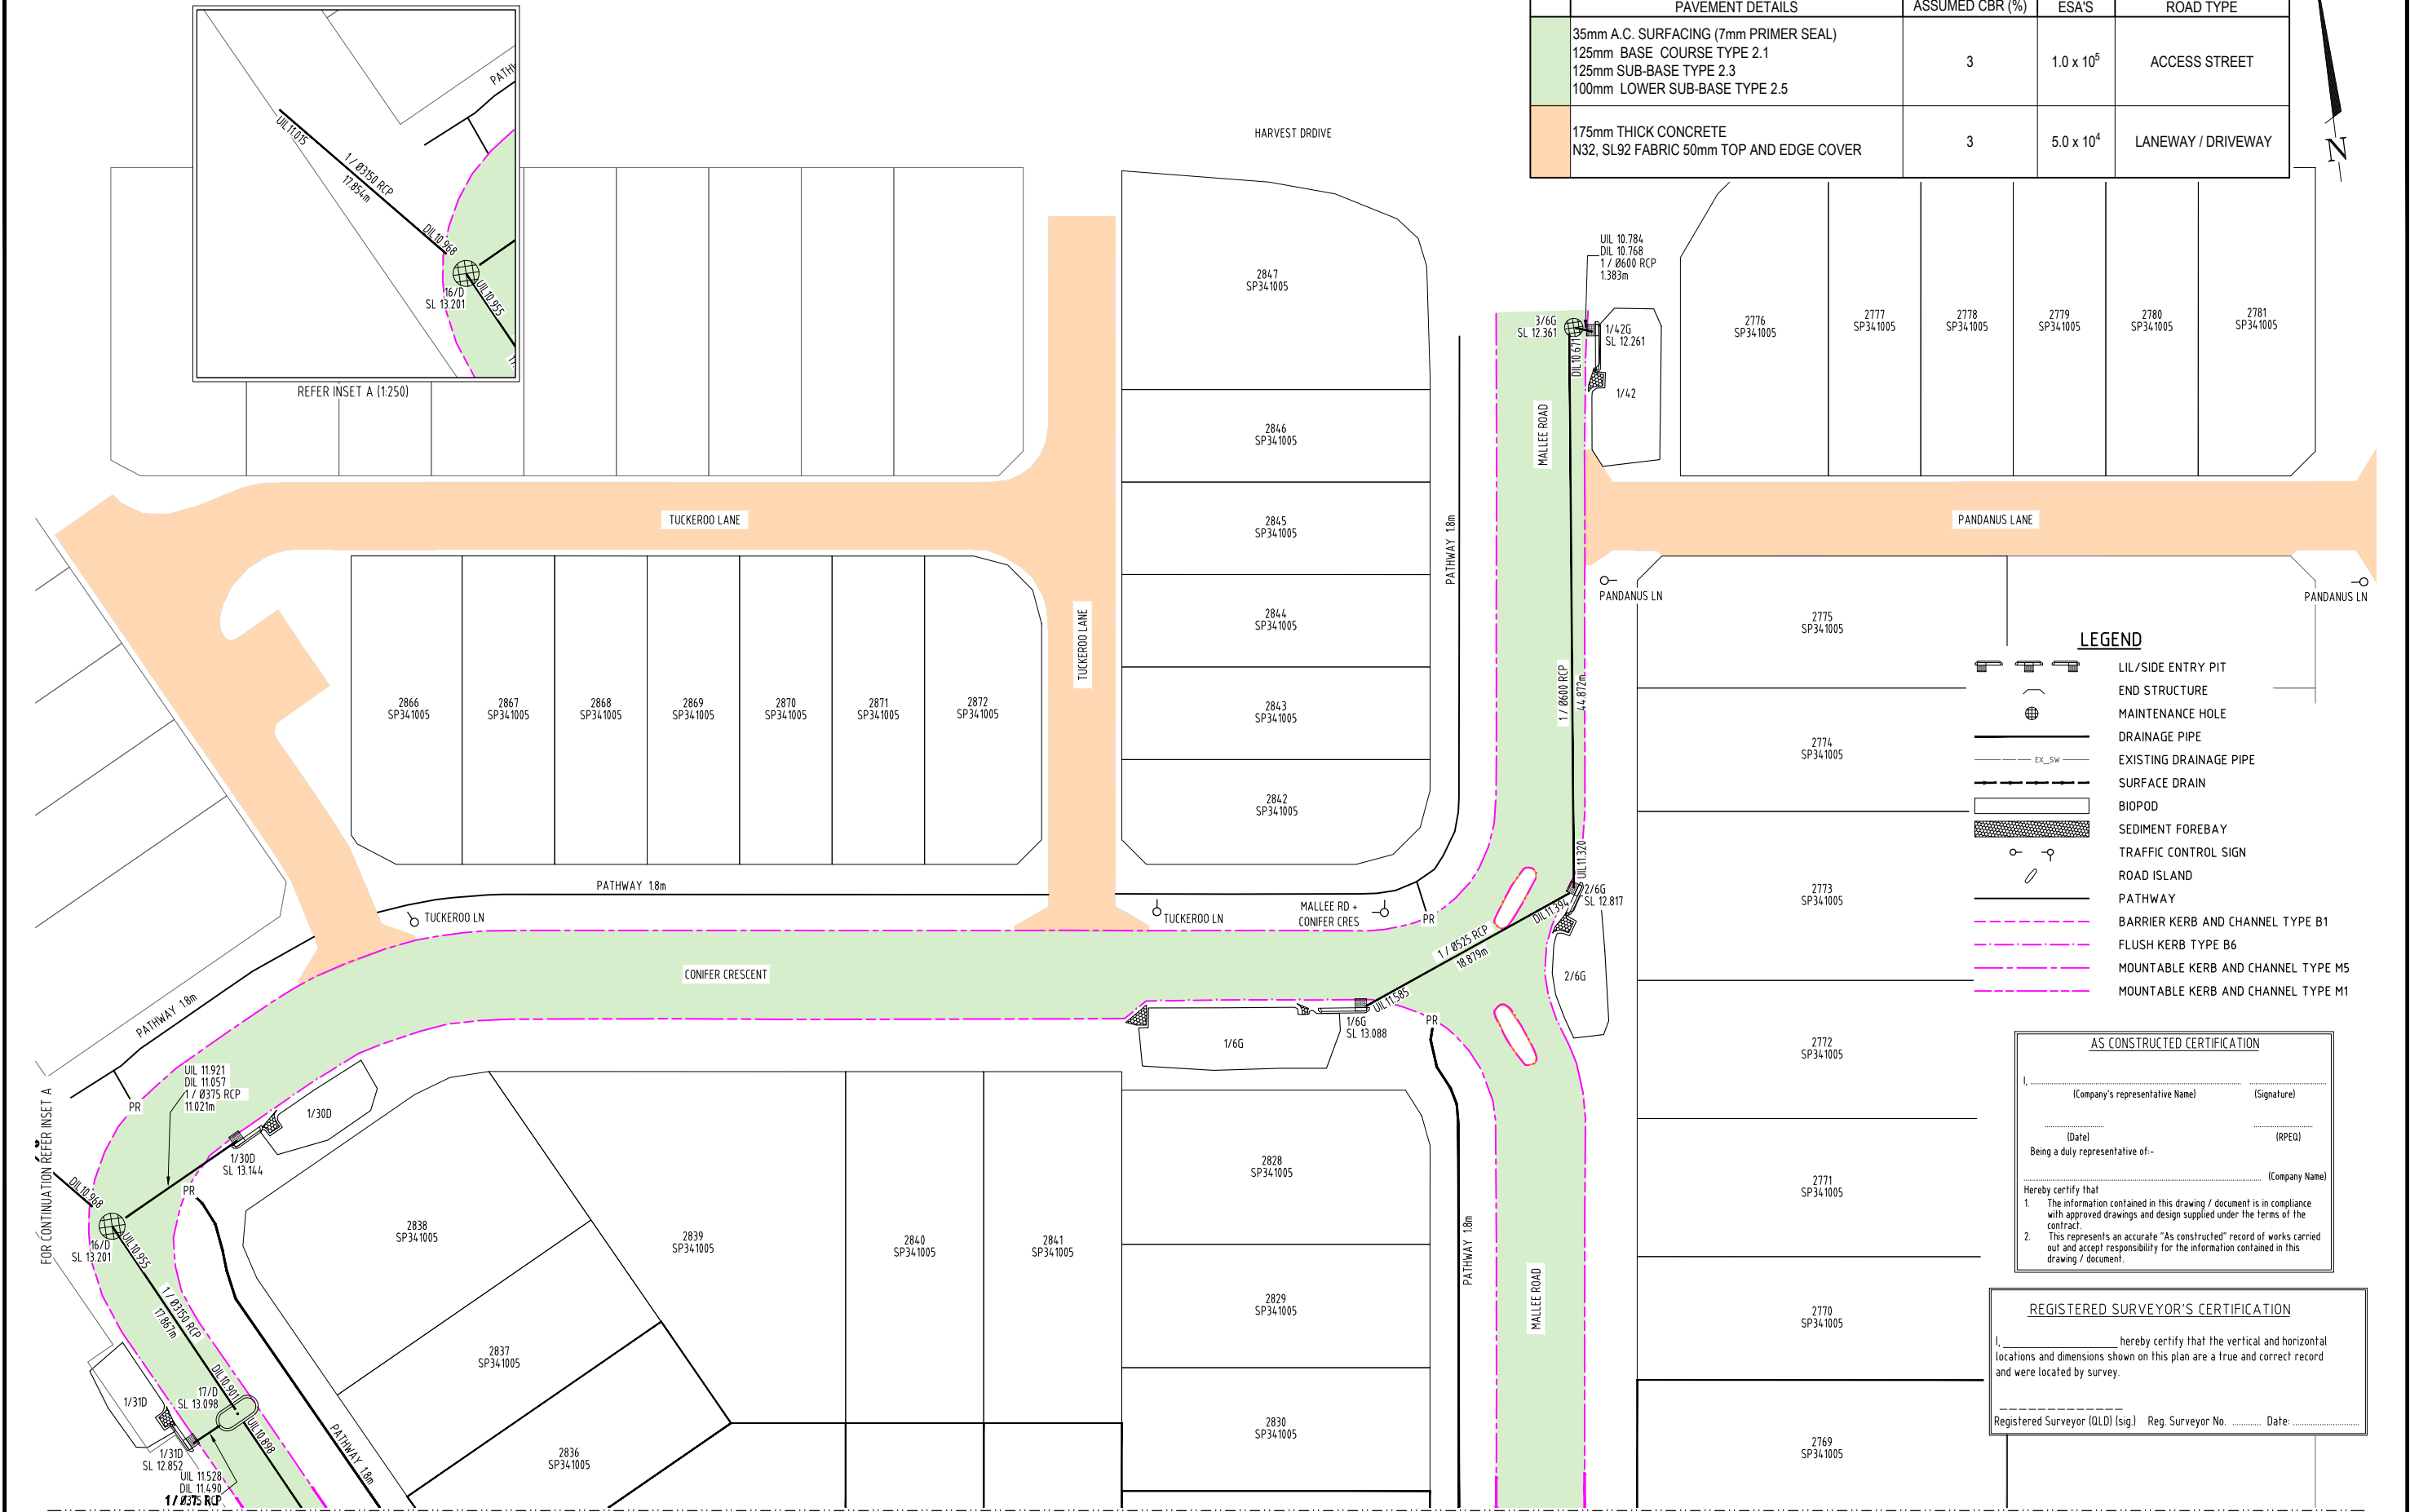 PAVEMENT DETAILS
ASSUMED CBR (%)
ESA'S
ROAD TYPE
35mm A.C. SURFACING (7mm PRIMER SEAL)
125mm BASE COURSE TYPE 2.1
125mm SUB-BASE TYPE 2.3
100mm LOWER SUB-BASE TYPE 2.5
3
1.0 x 10⁵
ACCESS STREET
175mm THICK CONCRETE
N32, SL92 FABRIC 50mm TOP AND EDGE COVER
3
5.0 x 10⁴
LANEWAY / DRIVEWAY
N
UIL11.015
1 / Ø3150 RCP
17.854m
DIL10.968
16/D
SL 13.201
UIL10.955
REFER INSET A (1:250)
HARVEST DRDIVE
2847
SP341005
2846
SP341005
2845
SP341005
2844
SP341005
2843
SP341005
2842
SP341005
UIL 10.784
DIL 10.768
1 / Ø600 RCP
1.383m
3/6G
SL 12.361
1/42G
SL 12.261
DIL10.671
1/42
MALLEE ROAD
PATHWAY 1.8m
1 / Ø600 RCP
44.872m
UIL11.320
2776
SP341005
2777
SP341005
2778
SP341005
2779
SP341005
2780
SP341005
2781
SP341005
PANDANUS LANE
PANDANUS LN
PANDANUS LN
TUCKEROO LANE
TUCKEROO LANE
2866
SP341005
2867
SP341005
2868
SP341005
2869
SP341005
2870
SP341005
2871
SP341005
2872
SP341005
PATHWAY 1.8m
TUCKEROO LN
TUCKEROO LN
MALLEE RD +
CONIFER CRES
PR
2/6G
SL 12.817
DIL11.394
1 / Ø525 RCP
18.879m
UIL11.585
1/6G
SL 13.088
1/6G
2/6G
PR
CONIFER CRESCENT
PATHWAY 1.8m
PR
UIL 11.921
DIL 11.057
1 / Ø375 RCP
11.021m
1/30D
1/30D
SL 13.144
PR
FOR CONTINUATION REFER INSET A
DIL10.968
16/D
SL 13.201
UIL10.955
1 / Ø3150 RCP
17.867m
DIL10.901
17/D
SL 13.098
UIL10.898
1/31D
1/31D
SL 12.852
UIL 11.528
DIL 11.490
PATHWAY 1.8m
2838
SP341005
2837
SP341005
2836
SP341005
2839
SP341005
2840
SP341005
2841
SP341005
2828
SP341005
2829
SP341005
2830
SP341005
PATHWAY 1.8m
MALLEE ROAD
2775
SP341005
2774
SP341005
2773
SP341005
2772
SP341005
2771
SP341005
2770
SP341005
2769
SP341005
LEGEND
LIL/SIDE ENTRY PIT
END STRUCTURE
MAINTENANCE HOLE
DRAINAGE PIPE
EX_SW
EXISTING DRAINAGE PIPE
SURFACE DRAIN
BIOPOD
SEDIMENT FOREBAY
TRAFFIC CONTROL SIGN
ROAD ISLAND
PATHWAY
BARRIER KERB AND CHANNEL TYPE B1
FLUSH KERB TYPE B6
MOUNTABLE KERB AND CHANNEL TYPE M5
MOUNTABLE KERB AND CHANNEL TYPE M1
AS CONSTRUCTED CERTIFICATION
I,
(Company's representative Name) (Signature)
(Date) (RPEQ)
Being a duly representative of:-
(Company Name)
Hereby certify that
1. The information contained in this drawing / document is in compliance
with approved drawings and design supplied under the terms of the
contract.
2. This represents an accurate "As constructed" record of works carried
out and accept responsibility for the information contained in this
drawing / document.
REGISTERED SURVEYOR'S CERTIFICATION
I, ____________________ hereby certify that the vertical and horizontal
locations and dimensions shown on this plan are a true and correct record
and were located by survey.
Registered Surveyor (QLD) (sig.) Reg. Surveyor No. ............ Date: ............